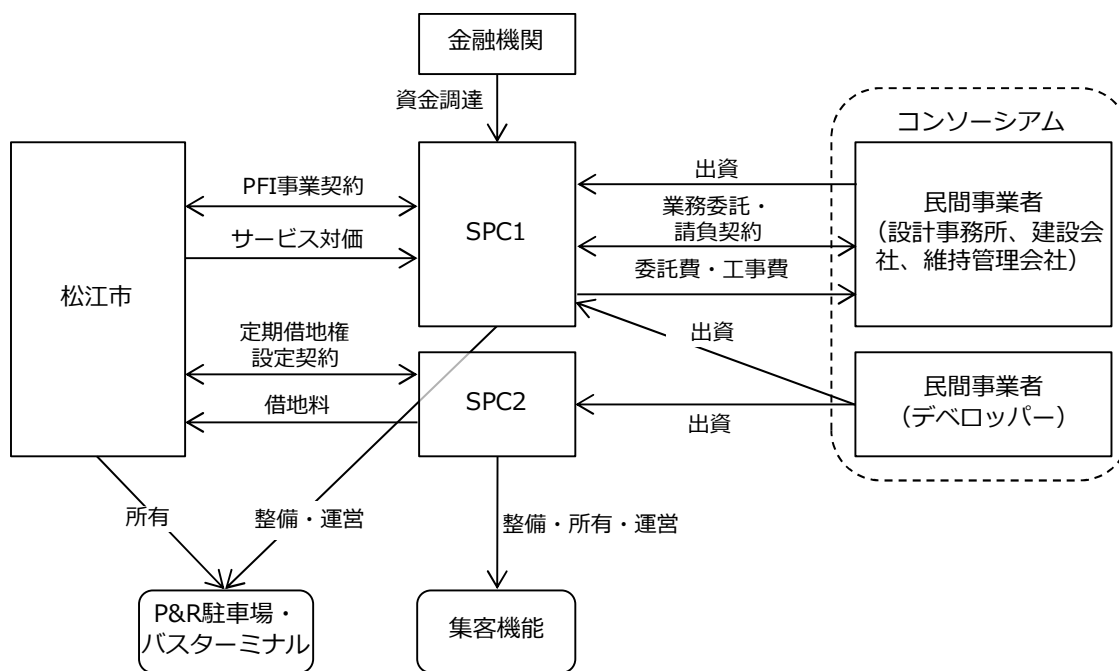 金融機関
資金調達
コンソーシアム
松江市
PFI事業契約
サービス対価
SPC1
出資
業務委託・
請負契約
委託費・工事費
民間事業者
（設計事務所、建設会
社、維持管理会社）
定期借地権
設定契約
借地料
SPC2
出資
出資
民間事業者
（デベロッパー）
所有
整備・運営
整備・所有・運営
P&R駐車場・
バスターミナル
集客機能